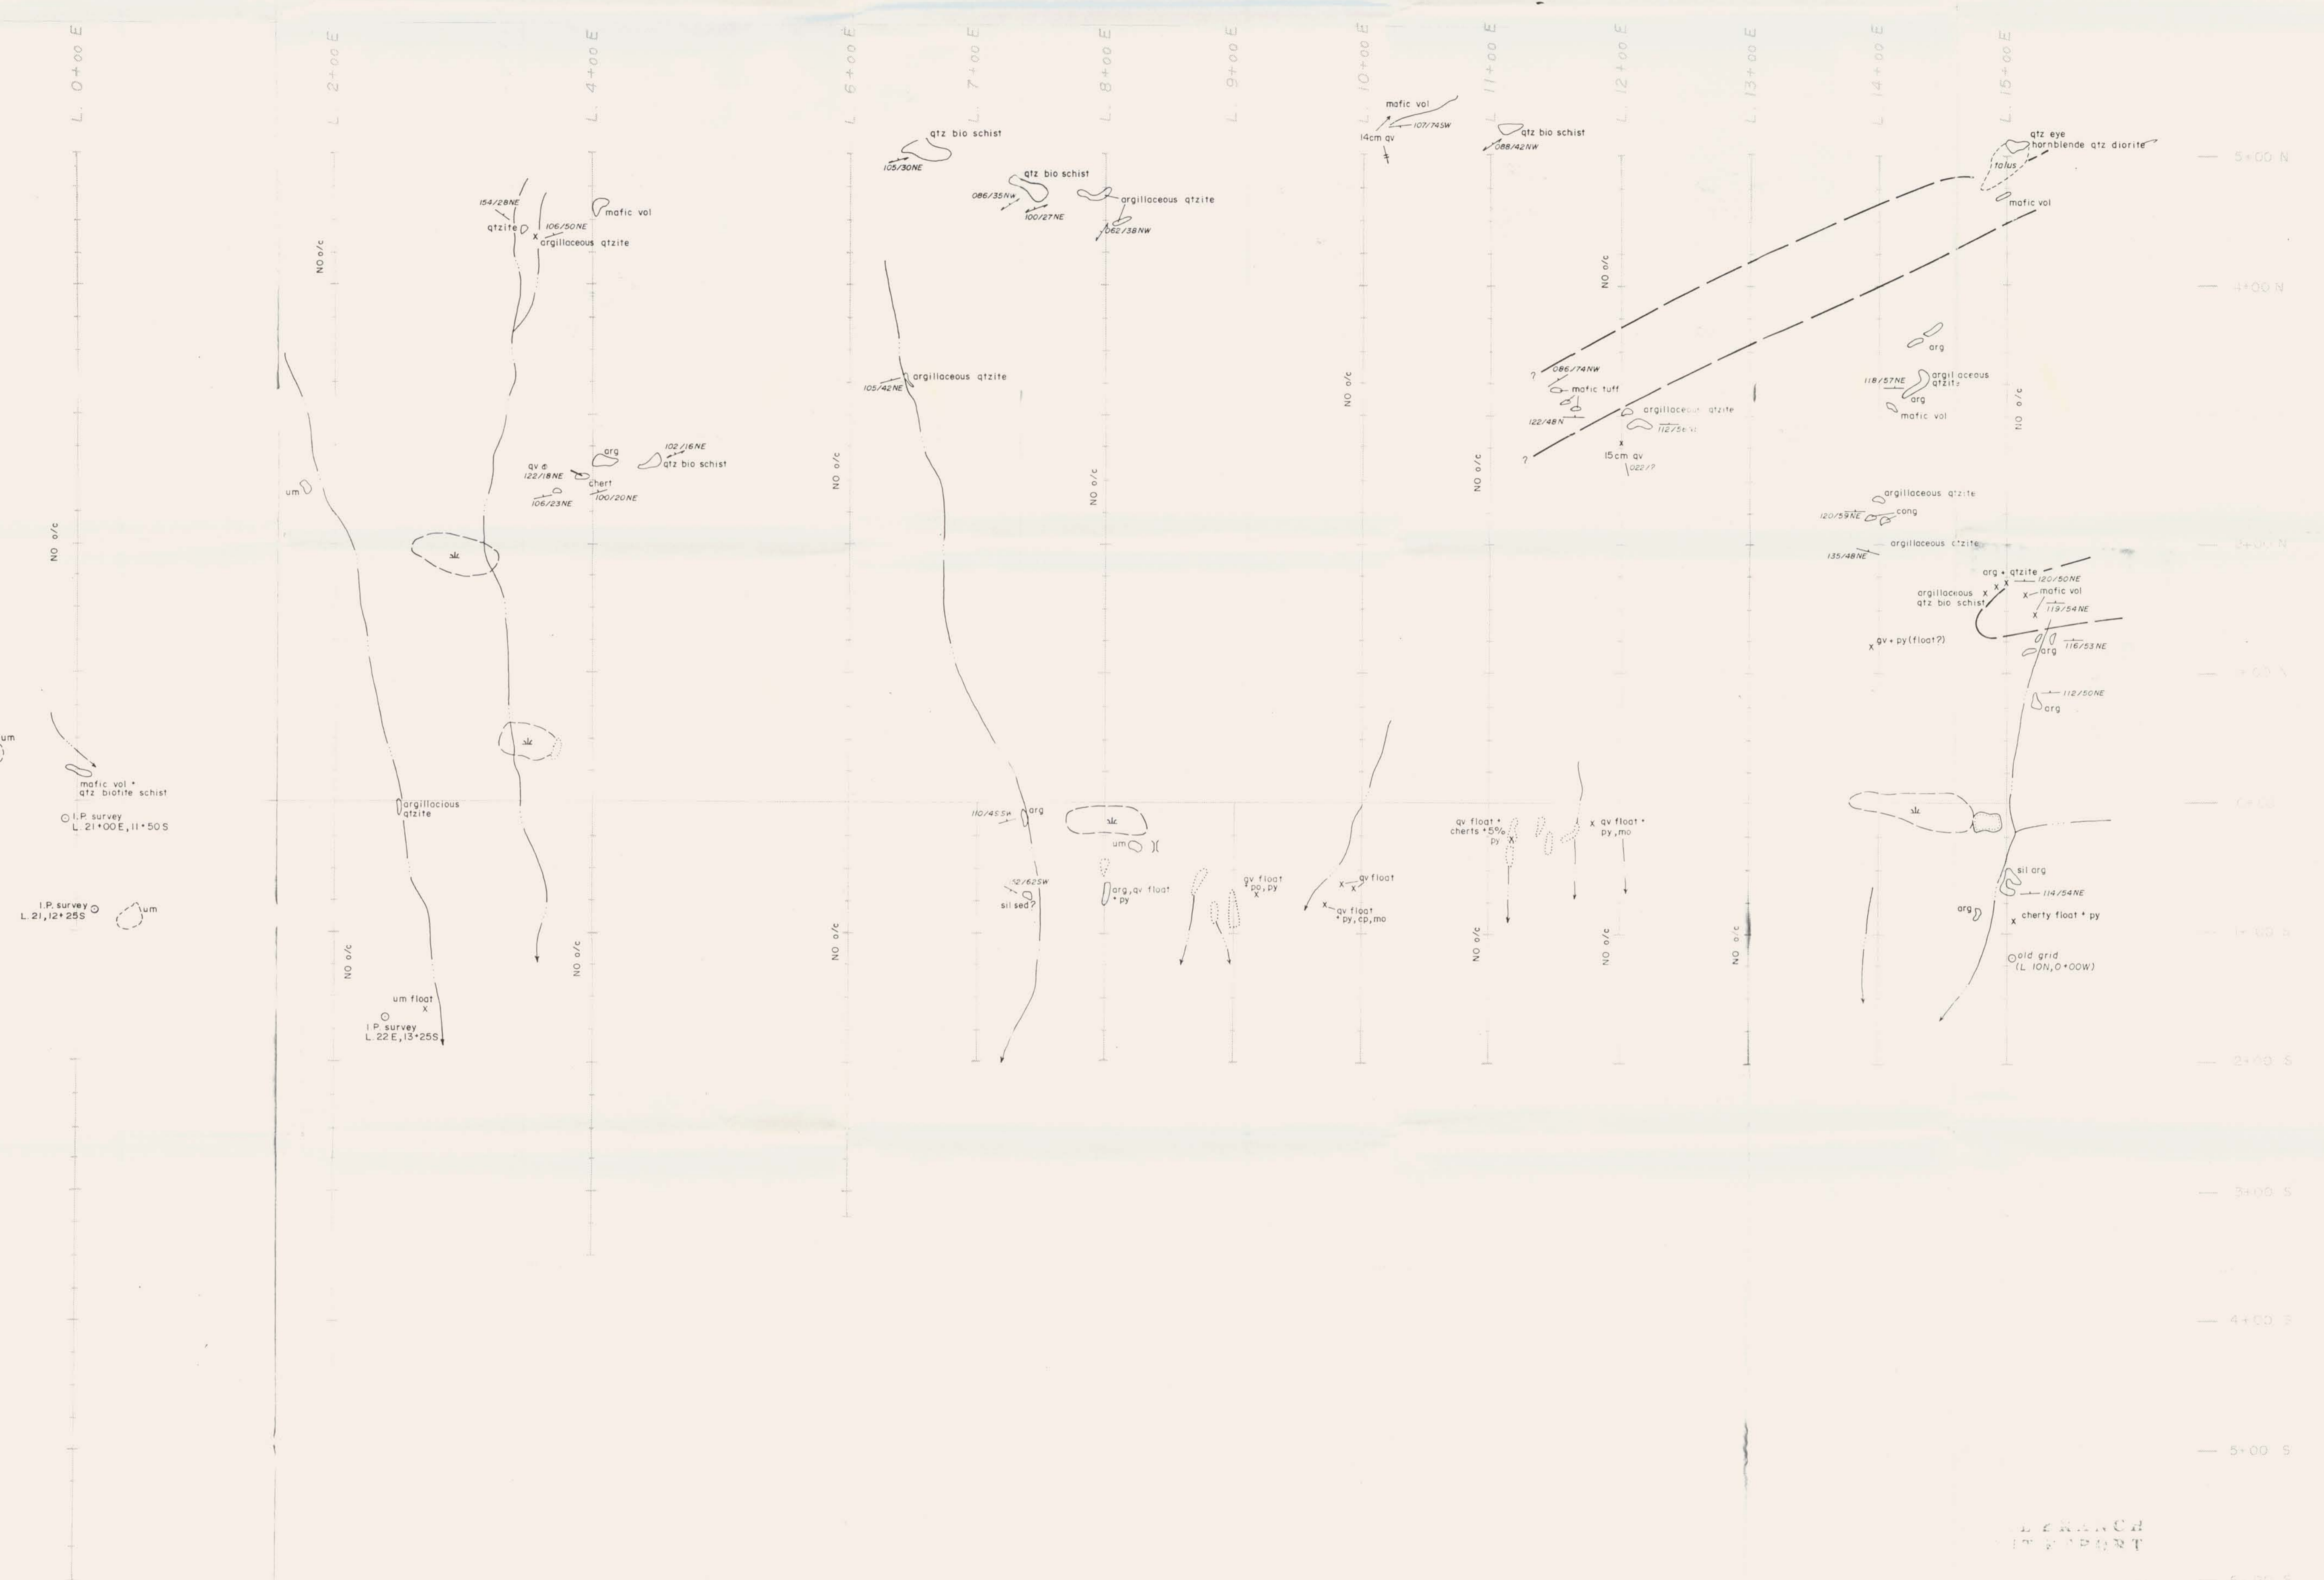 L. 0+00 E
L. 2+00 E
L. 4+00 E
L. 6+00 E
L. 7+00 E
L. 8+00 E
L. 9+00 E
L. 10+00 E
L. 11+00 E
L. 12+00 E
L. 13+00 E
L. 14+00 E
L. 15+00 E
mafic vol
107/74SW
14cm qv
qtz bio schist
105/30NE
qtz bio schist
088/42NW
qtz eye
hornblende qtz diorite
talus
mafic vol
5+00 N
qtz bio schist
086/35NW
100/27NE
argillaceous qtzite
062/38NW
154/28NE
qtzite
106/50NE
argillaceous qtzite
mafic vol
NO o/c
NO o/c
4+00 N
arg
105/42NE
argillaceous qtzite
NO o/c
?
086/74NW
mafic tuff
122/48N
argillaceous qtzite
?
15cm qv
022/?
118/57NE
argillaceous
qtzite
arg
mafic vol
NO o/c
um
qv @
122/18NE
106/23NE
arg
chert
100/20NE
102/16NE
qtz bio schist
NO o/c
NO o/c
NO o/c
argillaceous qtzite
120/59NE
cong
argillaceous qtzite
135/48NE
NO o/c
arg + qtzite
120/50NE
argillaceous
qtz bio schist
mafic vol
119/54NE
qv + py (float?)
116/53NE
arg
112/50NE
arg
um
mafic vol +
qtz biotite schist
I.P. survey
L. 21+00E, 11+50S
argillacious
qtzite
110/45SW
arg
um
qv float +
cherts +5%
py
qv float +
py, mo
0+00
I.P. survey
L. 21, 12+25S
um
sil sed?
arg, qv float
+ py
qv float
+ po, py
qv float
qv float
+ py, cp, mo
sil arg
114/54NE
arg
cherty float + py
NO o/c
NO o/c
NO o/c
NO o/c
NO o/c
NO o/c
old grid
(L 10N, 0+00W)
um float
I.P. survey
L. 22E, 13+25S
2+00 S
3+00 S
4+00 S
5+00 S